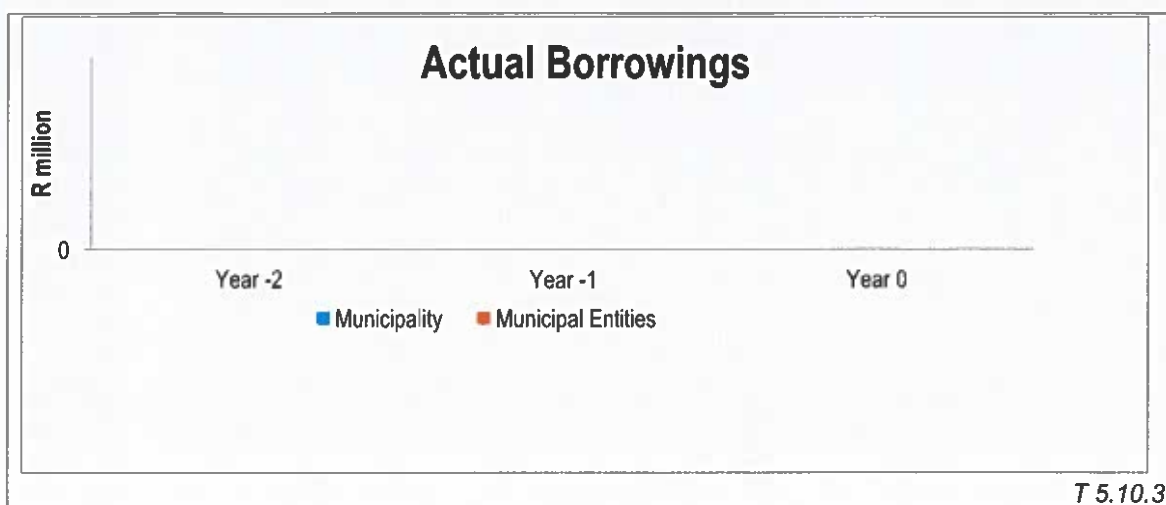 Actual Borrowings
R million
0
Year -2 Year -1 Year 0
Municipality Municipal Entities
T 5.10.3